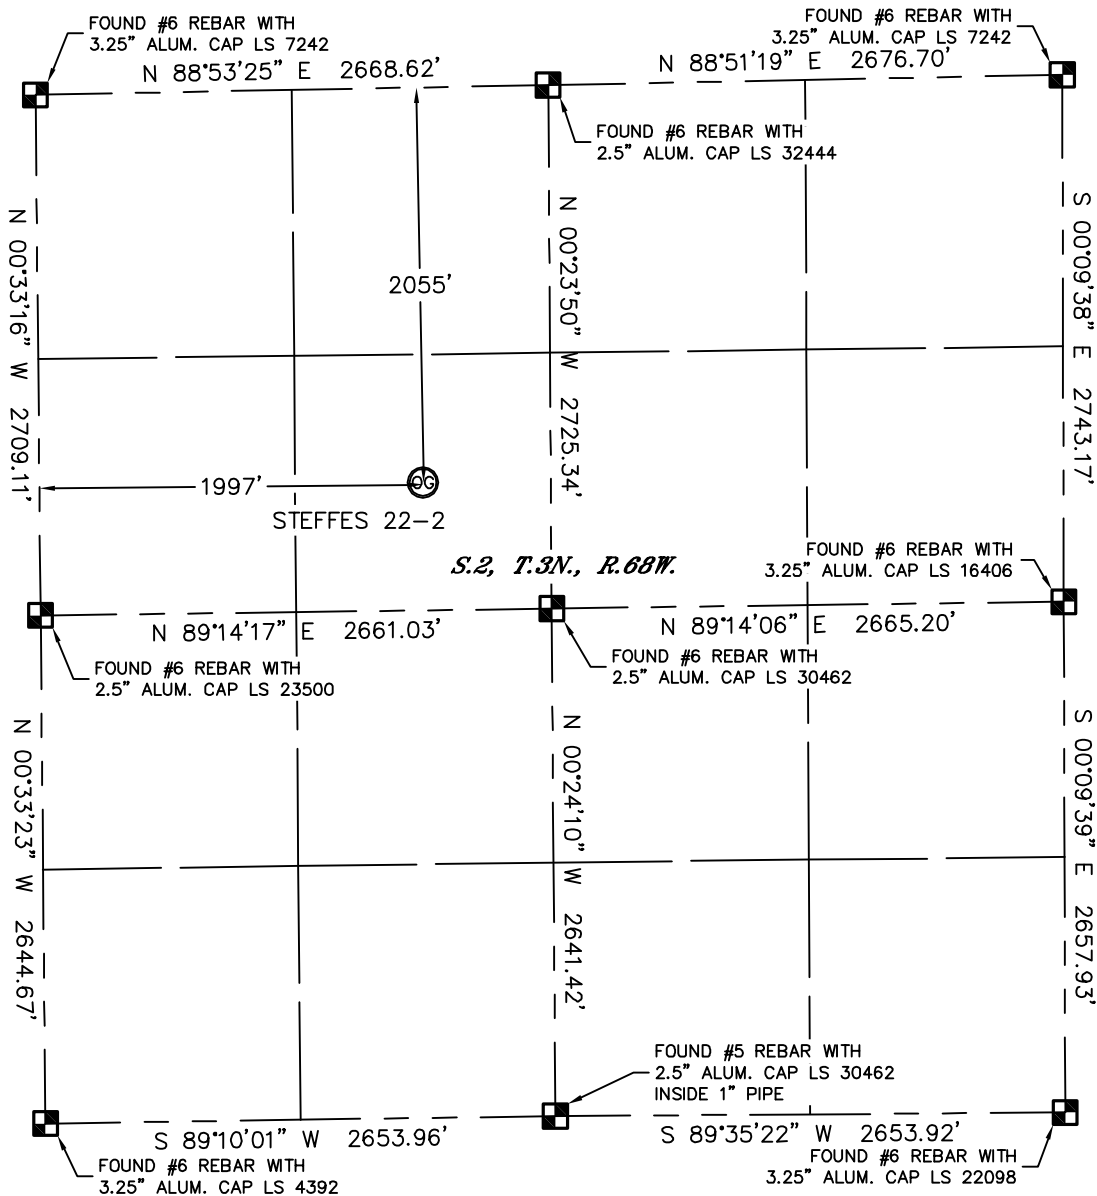 FOUND #6 REBAR WITH
3.25" ALUM. CAP LS 7242
N 88°53'25" E 2668.62'
FOUND #6 REBAR WITH
3.25" ALUM. CAP LS 7242
N 88°51'19" E 2676.70'
FOUND #6 REBAR WITH
2.5" ALUM. CAP LS 32444
N 00°33'16" W 2709.11'
2055'
N 00°23'50" W 2725.34'
S 00°09'38" E 2743.17'
1997'
OG
STEFFES 22-2
S.2, T.3N., R.68W.
FOUND #6 REBAR WITH
3.25" ALUM. CAP LS 16406
N 89°14'17" E 2661.03'
N 89°14'06" E 2665.20'
FOUND #6 REBAR WITH
2.5" ALUM. CAP LS 23500
FOUND #6 REBAR WITH
2.5" ALUM. CAP LS 30462
N 00°33'23" W 2644.67'
N 00°24'10" W 2641.42'
S 00°09'39" E 2657.93'
FOUND #5 REBAR WITH
2.5" ALUM. CAP LS 30462
INSIDE 1" PIPE
S 89°10'01" W 2653.96'
S 89°35'22" W 2653.92'
FOUND #6 REBAR WITH
3.25" ALUM. CAP LS 4392
FOUND #6 REBAR WITH
3.25" ALUM. CAP LS 22098